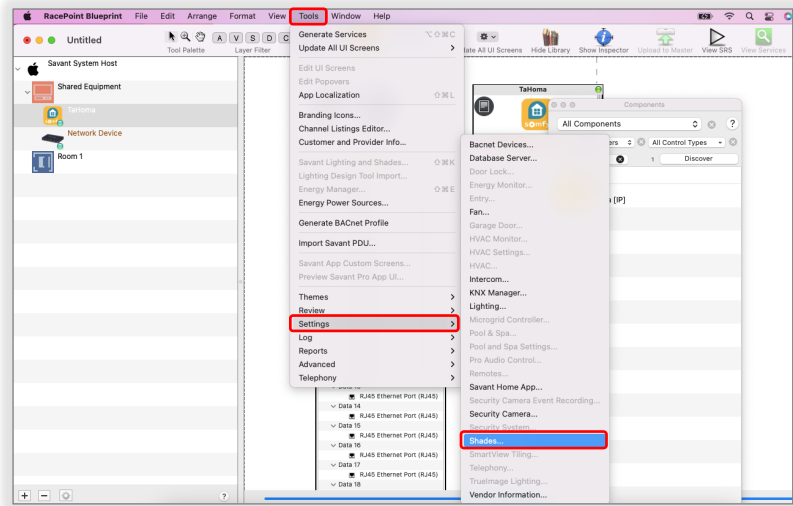 RacePoint Blueprint File Edit Arrange Format View Tools Window Help
Untitled
A V S D C
Tool Palette
Layer Filter
ate All UI Screens
Hide Library
Show Inspector
Upload to Master
View SRS
View Services
Savant System Host
Shared Equipment
TaHoma
Network Device
Room 1
Generate Services ⌥⇧⌘C
Update All UI Screens >
Edit UI Screens
Edit Popovers
App Localization ⇧⌘L
Branding Icons...
Channel Listings Editor...
Customer and Provider Info...
Savant Lighting and Shades... ⇧⌘K
Lighting Design Tool Import...
Energy Manager... ⇧⌘E
Energy Power Sources...
Generate BACnet Profile
Import Savant PDU...
Savant App Custom Screens...
Preview Savant Pro App UI...
Themes >
Review >
Settings >
Log >
Reports >
Advanced >
Telephony >
Bacnet Devices...
Database Server...
Door Lock...
Energy Monitor...
Entry...
Fan...
Garage Door...
HVAC Monitor...
HVAC Settings...
HVAC...
Intercom...
KNX Manager...
Lighting...
Microgrid Controller...
Pool & Spa...
Pool and Spa Settings...
Pro Audio Control...
Remotes...
Savant Home App...
Security Camera Event Recording...
Security Camera...
Security System...
Shades...
SmartView Tiling...
Telephony...
TrueImage Lighting...
Vendor Information...
TaHoma
somfy
Components
All Components
?
ers
All Control Types
1
Discover
[IP]
RJ45 Ethernet Port (RJ45)
Data 14
RJ45 Ethernet Port (RJ45)
Data 15
RJ45 Ethernet Port (RJ45)
Data 16
RJ45 Ethernet Port (RJ45)
Data 17
RJ45 Ethernet Port (RJ45)
Data 18
+ −
?